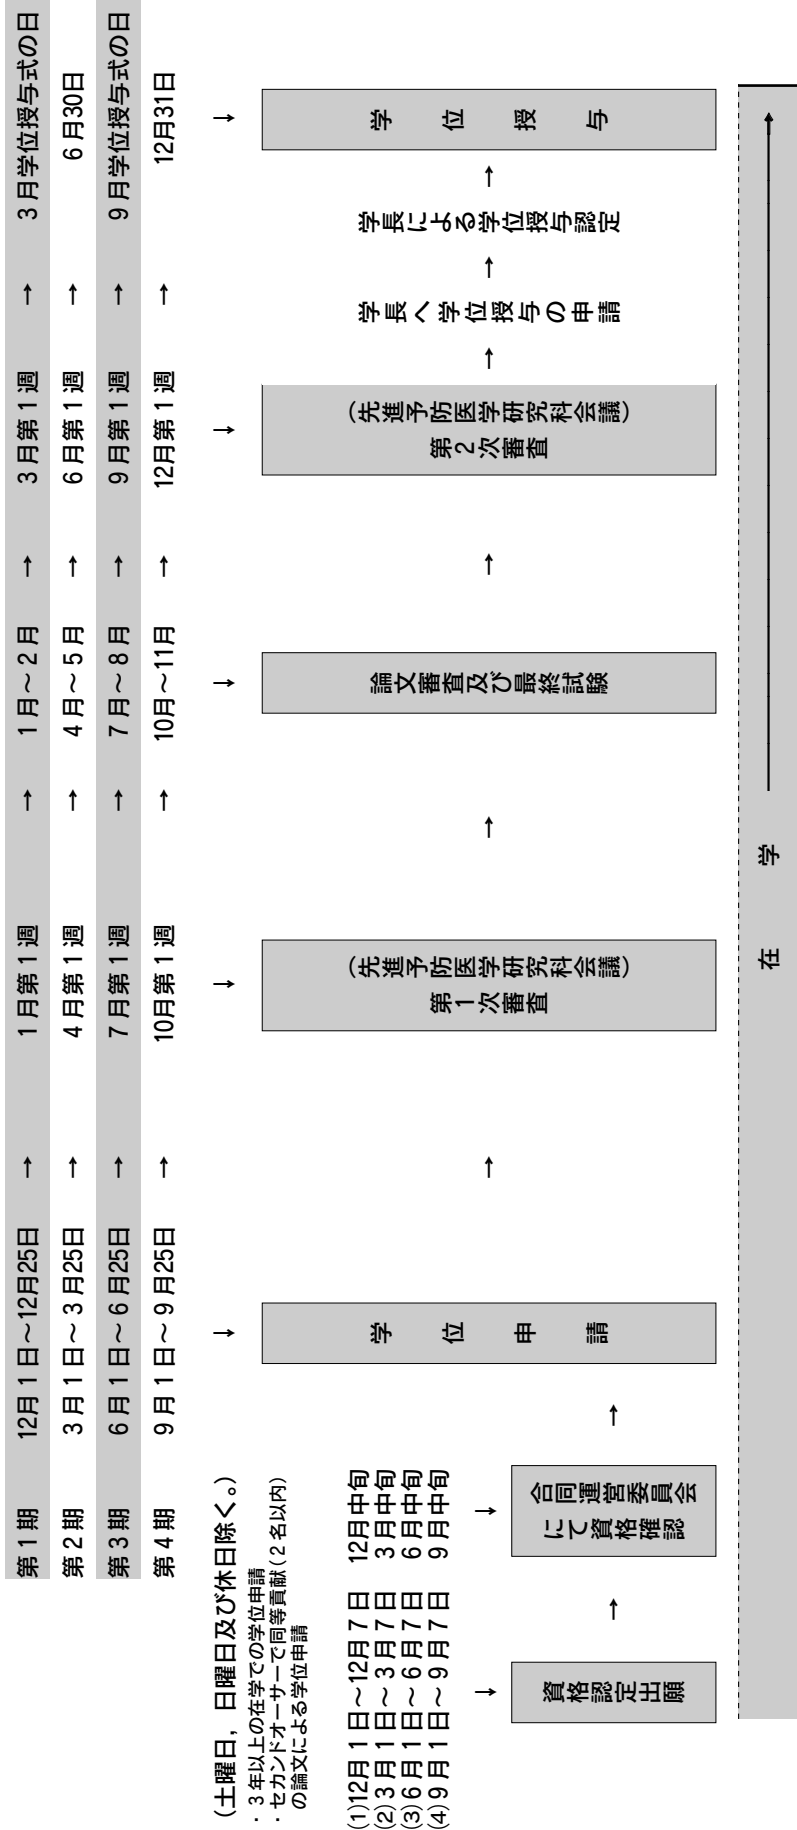 第１期　12月１日～12月25日　→　１月第１週　→　１月～２月　→　３月第１週　→　３月学位授与式の日
第２期　３月１日～３月25日　→　４月第１週　→　４月～５月　→　６月第１週　→　６月30日
第３期　６月１日～６月25日　→　７月第１週　→　７月～８月　→　９月第１週　→　９月学位授与式の日
第４期　９月１日～９月25日　→　10月第１週　→　10月～11月　→　12月第１週　→　12月31日
（土曜日，日曜日及び休日除く。）
・３年以上の在学での学位申請
・セカンドオーサーで同等貢献（２名以内）
の論文による学位申請
(1)12月１日～12月７日　12月中旬
(2)３月１日～３月７日　３月中旬
(3)６月１日～６月７日　６月中旬
(4)９月１日～９月７日　９月中旬
資格認定出願
合同運営委員会
にて資格確認
学位申請
（先進予防医学研究科会議）
第１次審査
論文審査及び最終試験
（先進予防医学研究科会議）
第２次審査
学長へ学位授与の申請
学長による学位授与認定
学位授与
在学